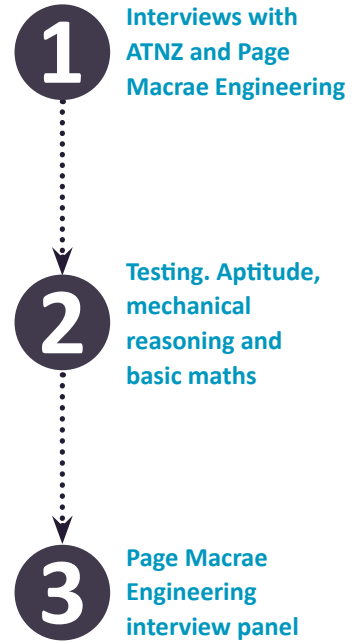 1
Interviews with
ATNZ and Page
Macrae Engineering
2
Testing. Aptitude,
mechanical
reasoning and
basic maths
3
Page Macrae
Engineering
interview panel